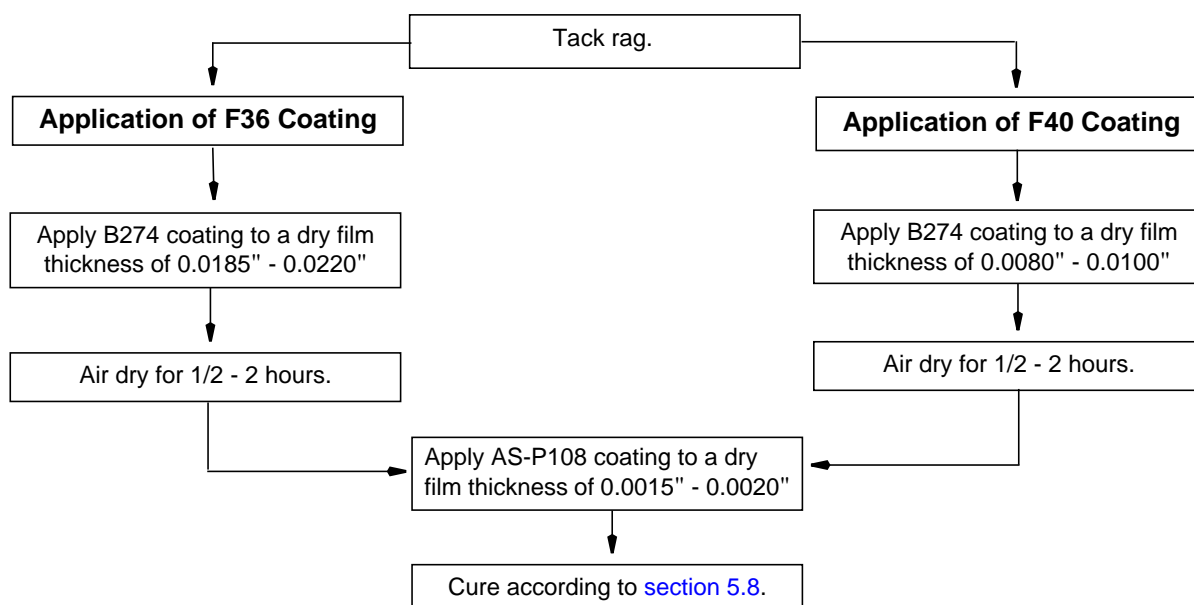 Tack rag.
Application of F36 Coating
Apply B274 coating to a dry film
thickness of 0.0185" - 0.0220"
Air dry for 1/2 - 2 hours.
Application of F40 Coating
Apply B274 coating to a dry film
thickness of 0.0080" - 0.0100"
Air dry for 1/2 - 2 hours.
Apply AS-P108 coating to a dry
film thickness of 0.0015" - 0.0020"
Cure according to section 5.8.